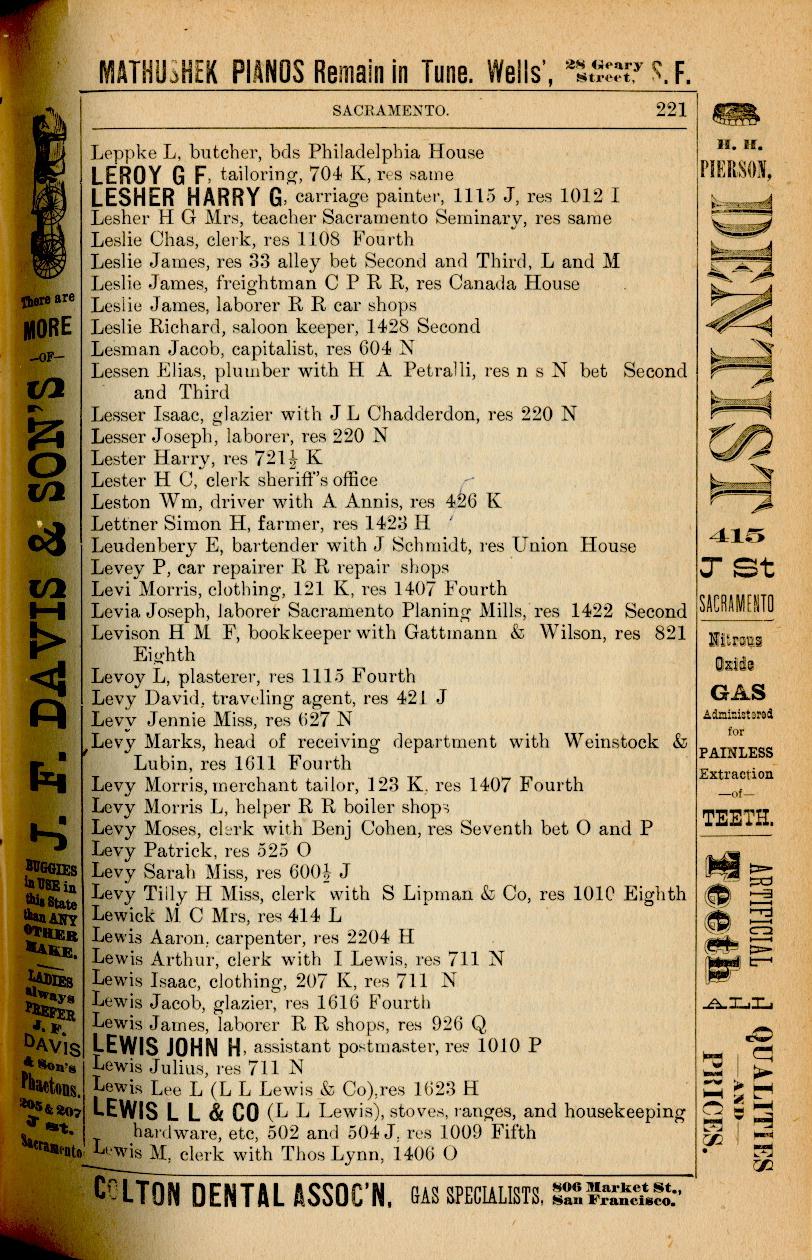 MATHUSHEK PIANOS Remain in Tune. Wells', 28 Geary Street, S. F.
SACRAMENTO. 221
Leppke L, butcher, bds Philadelphia House
LEROY G F, tailoring, 704 K, res same
LESHER HARRY G, carriage painter, 1115 J, res 1012 I
Lesher H G Mrs, teacher Sacramento Seminary, res same
Leslie Chas, clerk, res 1108 Fourth
Leslie James, res 33 alley bet Second and Third, L and M
Leslie James, freightman C P R R, res Canada House
Leslie James, laborer R R car shops
Leslie Richard, saloon keeper, 1428 Second
Lesman Jacob, capitalist, res 604 N
Lessen Elias, plumber with H A Petralli, res n s N bet Second
and Third
Lesser Isaac, glazier with J L Chadderdon, res 220 N
Lesser Joseph, laborer, res 220 N
Lester Harry, res 721½ K
Lester H C, clerk sheriff's office
Leston Wm, driver with A Annis, res 426 K
Lettner Simon H, farmer, res 1423 H
Leudenbery E, bartender with J Schmidt, res Union House
Levey P, car repairer R R repair shops
Levi Morris, clothing, 121 K, res 1407 Fourth
Levia Joseph, laborer Sacramento Planing Mills, res 1422 Second
Levison H M F, bookkeeper with Gattmann & Wilson, res 821
Eighth
Levoy L, plasterer, res 1115 Fourth
Levy David, traveling agent, res 421 J
Levy Jennie Miss, res 627 N
Levy Marks, head of receiving department with Weinstock &
Lubin, res 1611 Fourth
Levy Morris, merchant tailor, 123 K, res 1407 Fourth
Levy Morris L, helper R R boiler shops
Levy Moses, clerk with Benj Cohen, res Seventh bet O and P
Levy Patrick, res 525 O
Levy Sarah Miss, res 600½ J
Levy Tilly H Miss, clerk with S Lipman & Co, res 1010 Eighth
Lewick M C Mrs, res 414 L
Lewis Aaron, carpenter, res 2204 H
Lewis Arthur, clerk with I Lewis, res 711 N
Lewis Isaac, clothing, 207 K, res 711 N
Lewis Jacob, glazier, res 1616 Fourth
Lewis James, laborer R R shops, res 926 Q
LEWIS JOHN H, assistant postmaster, res 1010 P
Lewis Julius, res 711 N
Lewis Lee L (L L Lewis & Co), res 1623 H
LEWIS L L & CO (L L Lewis), stoves, ranges, and housekeeping
hardware, etc, 502 and 504 J, res 1009 Fifth
Lewis M, clerk with Thos Lynn, 1406 O
COLTON DENTAL ASSOC'N, GAS SPECIALISTS, 806 Market St., San Francisco.
There are
MORE
—OF—
J. F. DAVIS & SON'S
BUGGIES
in USE in
this State
than ANY
OTHER
MAKE.
LADIES
always
PREFER
J. F.
DAVIS
& Son's
Phaetons.
205 & 207
J st.
Sacramento
H. H.
PIERSON,
DENTIST
415
J St
SACRAMENTO
Nitrous
Oxide
GAS
Administered
for
PAINLESS
Extraction
—of—
TEETH.
ARTIFICIAL
Teeth
ALL
QUALITIES
—AND—
PRICES.